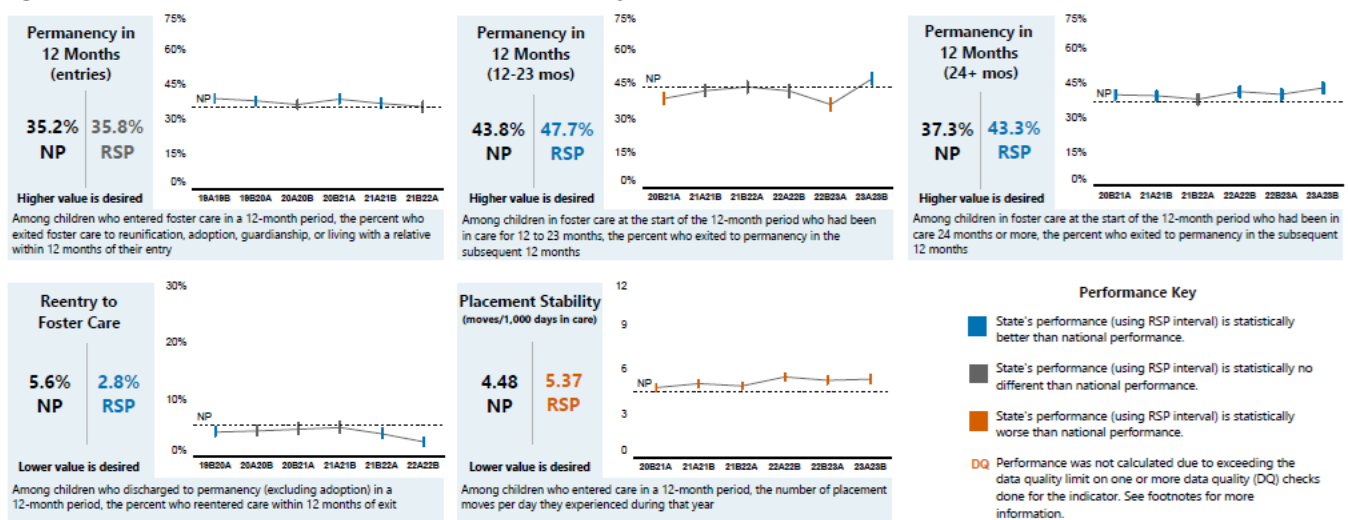 Permanency in
12 Months
(entries)
35.2%
NP
35.8%
RSP
Higher value is desired
75%
60%
45%
30%
15%
0%
NP
19A19B 19B20A 20A20B 20B21A 21A21B 21B22A
Among children who entered foster care in a 12-month period, the percent who
exited foster care to reunification, adoption, guardianship, or living with a relative
within 12 months of their entry
Permanency in
12 Months
(12-23 mos)
43.8%
NP
47.7%
RSP
Higher value is desired
75%
60%
45%
30%
15%
0%
NP
20B21A 21A21B 21B22A 22A22B 22B23A 23A23B
Among children in foster care at the start of the 12-month period who had been
in care for 12 to 23 months, the percent who exited to permanency in the
subsequent 12 months
Permanency in
12 Months
(24+ mos)
37.3%
NP
43.3%
RSP
Higher value is desired
75%
60%
45%
30%
15%
0%
NP
20B21A 21A21B 21B22A 22A22B 22B23A 23A23B
Among children in foster care at the start of the 12-month period who had been in
care 24 months or more, the percent who exited to permanency in the subsequent
12 months
Reentry to
Foster Care
5.6%
NP
2.8%
RSP
Lower value is desired
30%
20%
10%
0%
NP
19B20A 20A20B 20B21A 21A21B 21B22A 22A22B
Among children who discharged to permanency (excluding adoption) in a
12-month period, the percent who reentered care within 12 months of exit
Placement Stability
(moves/1,000 days in care)
4.48
NP
5.37
RSP
Lower value is desired
12
9
6
3
0
NP
20B21A 21A21B 21B22A 22A22B 22B23A 23A23B
Among children who entered care in a 12-month period, the number of placement
moves per day they experienced during that year
Performance Key
State's performance (using RSP interval) is statistically
better than national performance.
State's performance (using RSP interval) is statistically no
different than national performance.
State's performance (using RSP interval) is statistically
worse than national performance.
DQ Performance was not calculated due to exceeding the
data quality limit on one or more data quality (DQ) checks
done for the indicator. See footnotes for more
information.